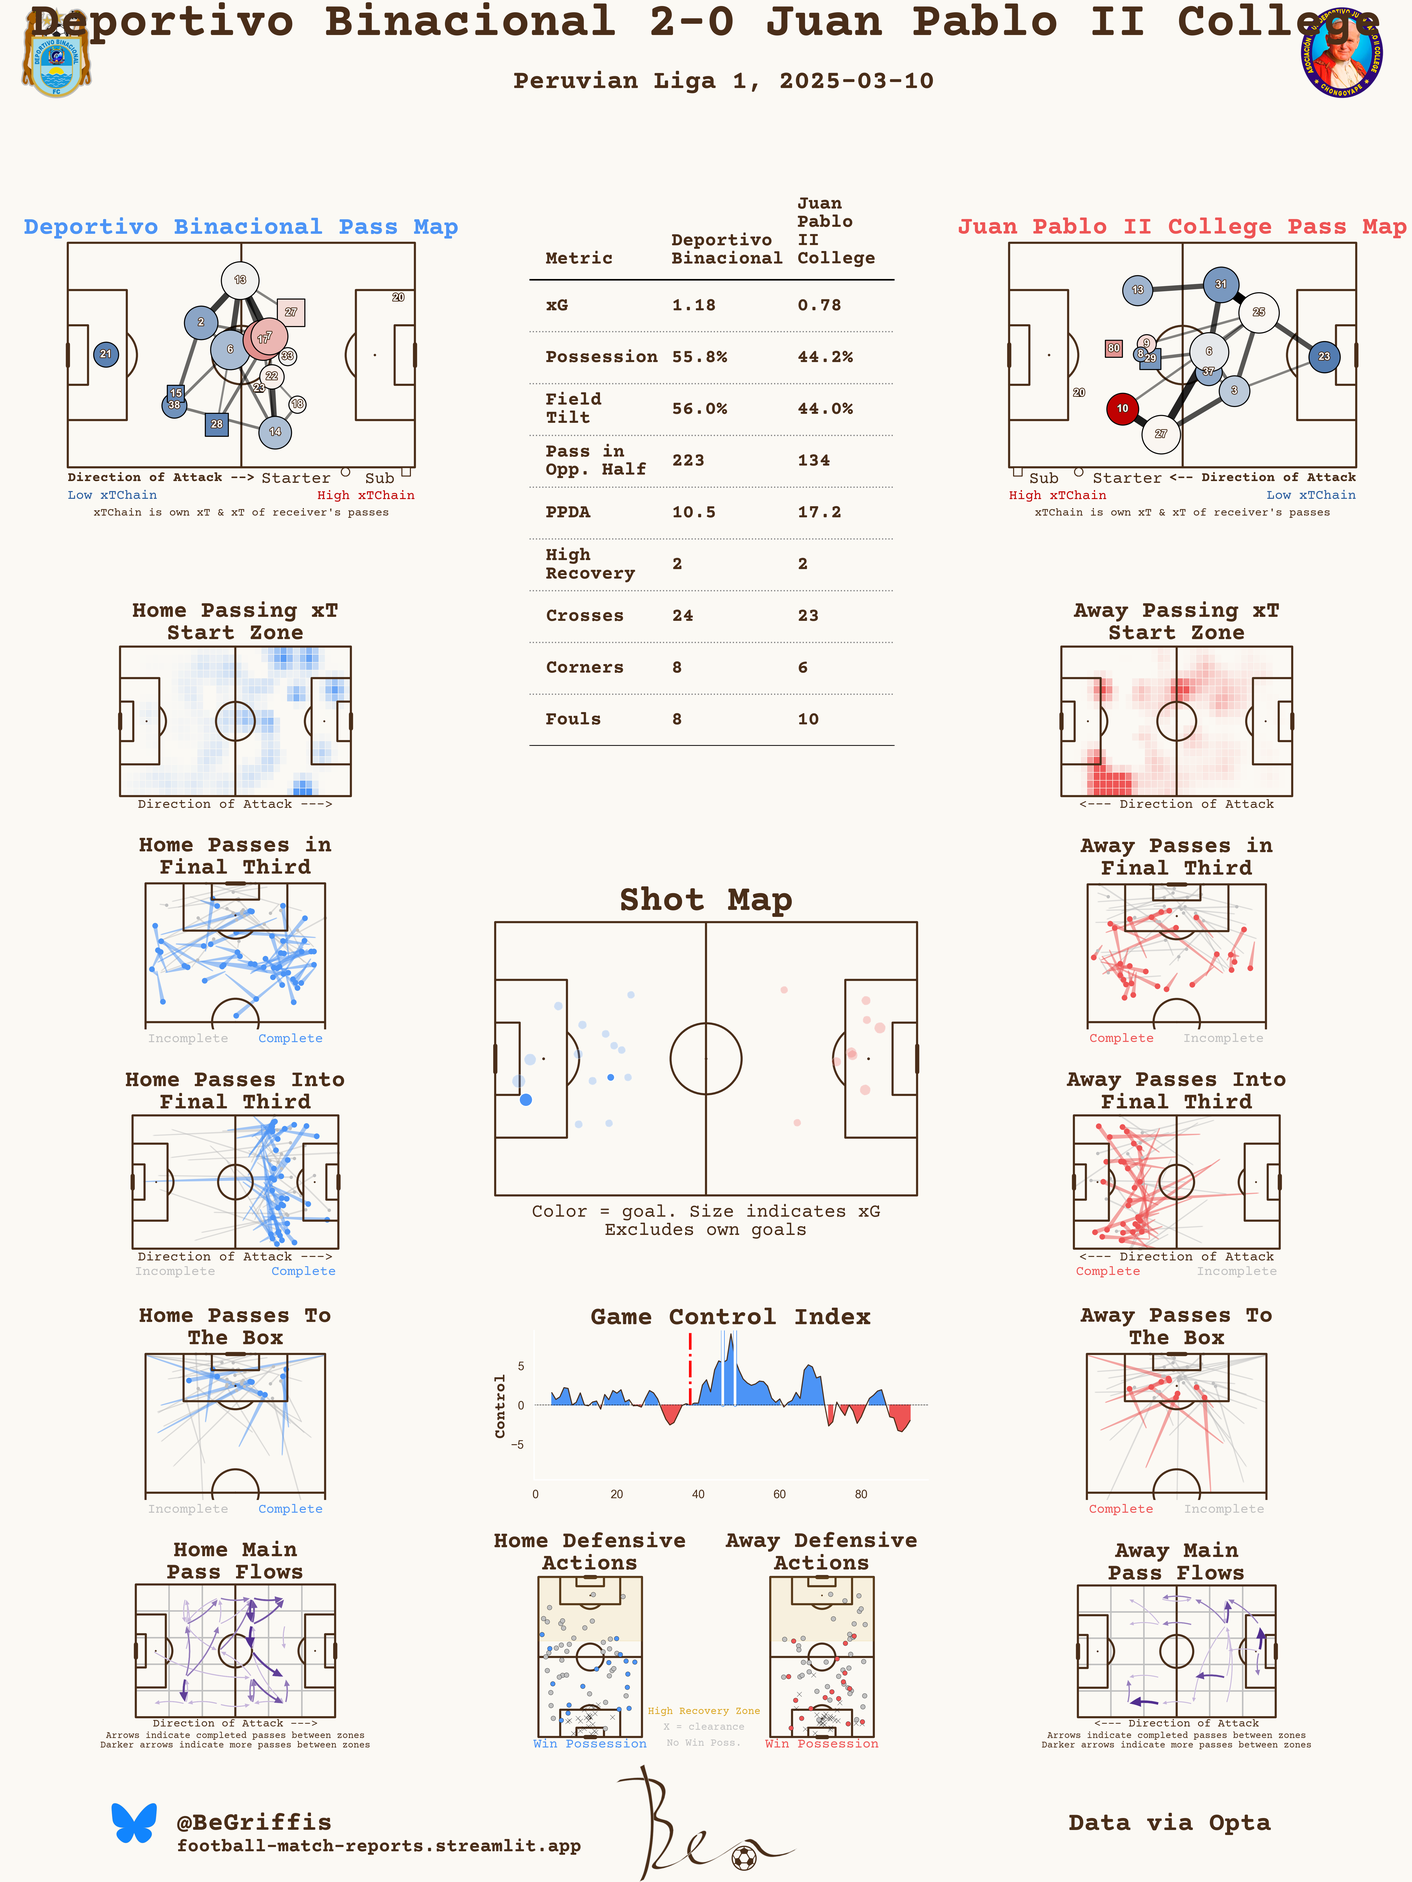 Deportivo Binacional 2-0 Juan Pablo II College
Peruvian Liga 1, 2025-03-10
DEPORTIVO BINACIONAL
FC
ASOCIACIÓN CLUB DEPORTIVO JUAN PABLO II COLLEGE
CHONGOYAPE
Deportivo Binacional Pass Map
13
27
20
2
6
17
7
21
33
22
23
15
38
18
28
14
Direction of Attack --> Starter Sub
Low xTChain High xTChain
xTChain is own xT & xT of receiver's passes
Metric Deportivo Binacional Juan Pablo II College
xG 1.18 0.78
Possession 55.8% 44.2%
Field Tilt 56.0% 44.0%
Pass in Opp. Half 223 134
PPDA 10.5 17.2
High Recovery 2 2
Crosses 24 23
Corners 8 6
Fouls 8 10
Juan Pablo II College Pass Map
13
31
25
80
9
8
29
6
23
37
3
20
10
27
Sub Starter <-- Direction of Attack
High xTChain Low xTChain
xTChain is own xT & xT of receiver's passes
Home Passing xT
Start Zone
Direction of Attack --->
Away Passing xT
Start Zone
<--- Direction of Attack
Home Passes in
Final Third
Incomplete Complete
Away Passes in
Final Third
Complete Incomplete
Shot Map
Color = goal. Size indicates xG
Excludes own goals
Home Passes Into
Final Third
Direction of Attack --->
Incomplete Complete
Away Passes Into
Final Third
<--- Direction of Attack
Complete Incomplete
Home Passes To
The Box
Incomplete Complete
Game Control Index
Control
5
0
−5
0 20 40 60 80
Away Passes To
The Box
Complete Incomplete
Home Main
Pass Flows
Direction of Attack --->
Arrows indicate completed passes between zones
Darker arrows indicate more passes between zones
Home Defensive
Actions
Win Possession
Away Defensive
Actions
Win Possession
High Recovery Zone
X = clearance
No Win Poss.
Away Main
Pass Flows
<--- Direction of Attack
Arrows indicate completed passes between zones
Darker arrows indicate more passes between zones
@BeGriffis
football-match-reports.streamlit.app
Ben
Data via Opta